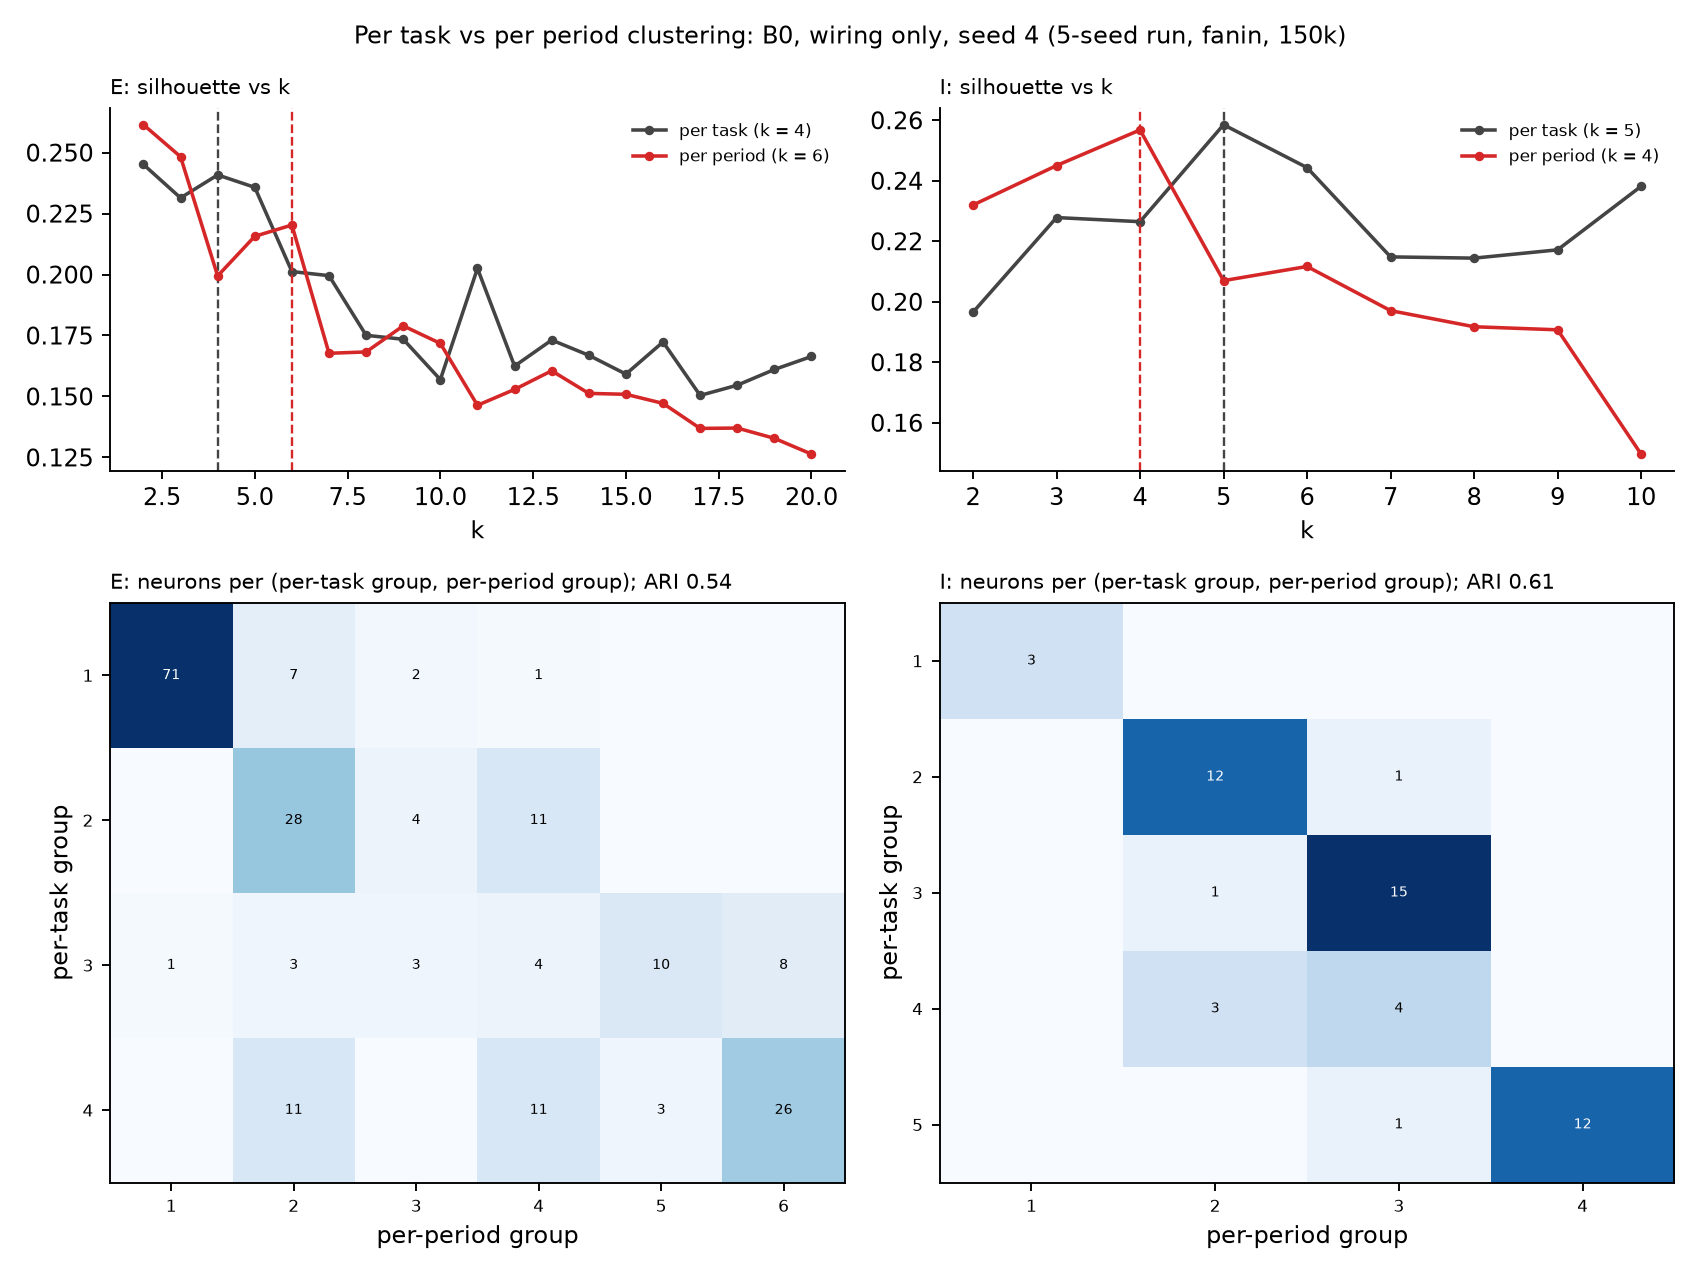 Per task vs per period clustering: B0, wiring only, seed 4 (5-seed run, fanin, 150k)
E: silhouette vs k
0.250
0.225
0.200
0.175
0.150
0.125
per task (k = 4)
per period (k = 6)
2.5 5.0 7.5 10.0 12.5 15.0 17.5 20.0
k
I: silhouette vs k
0.26
0.24
0.22
0.20
0.18
0.16
per task (k = 5)
per period (k = 4)
2 3 4 5 6 7 8 9 10
k
E: neurons per (per-task group, per-period group); ARI 0.54
per-task group
1 71 7 2 1
2 28 4 11
3 1 3 3 4 10 8
4 11 11 3 26
1 2 3 4 5 6
per-period group
I: neurons per (per-task group, per-period group); ARI 0.61
per-task group
1 3
2 12 1
3 1 15
4 3 4
5 1 12
1 2 3 4
per-period group